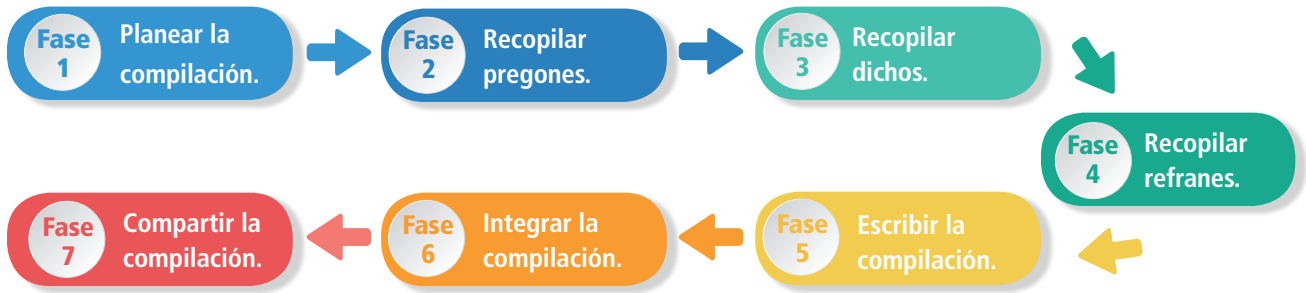 Fase
1
Planear la
compilación.
Fase
2
Recopilar
pregones.
Fase
3
Recopilar
dichos.
Fase
4
Recopilar
refranes.
Fase
5
Escribir la
compilación.
Fase
6
Integrar la
compilación.
Fase
7
Compartir la
compilación.